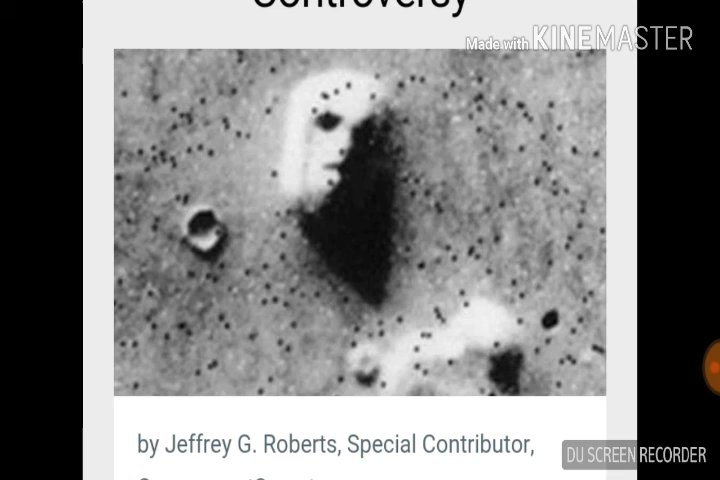 Controversy
Made with KINEMASTER
by Jeffrey G. Roberts, Special Contributor,
DU SCREEN RECORDER